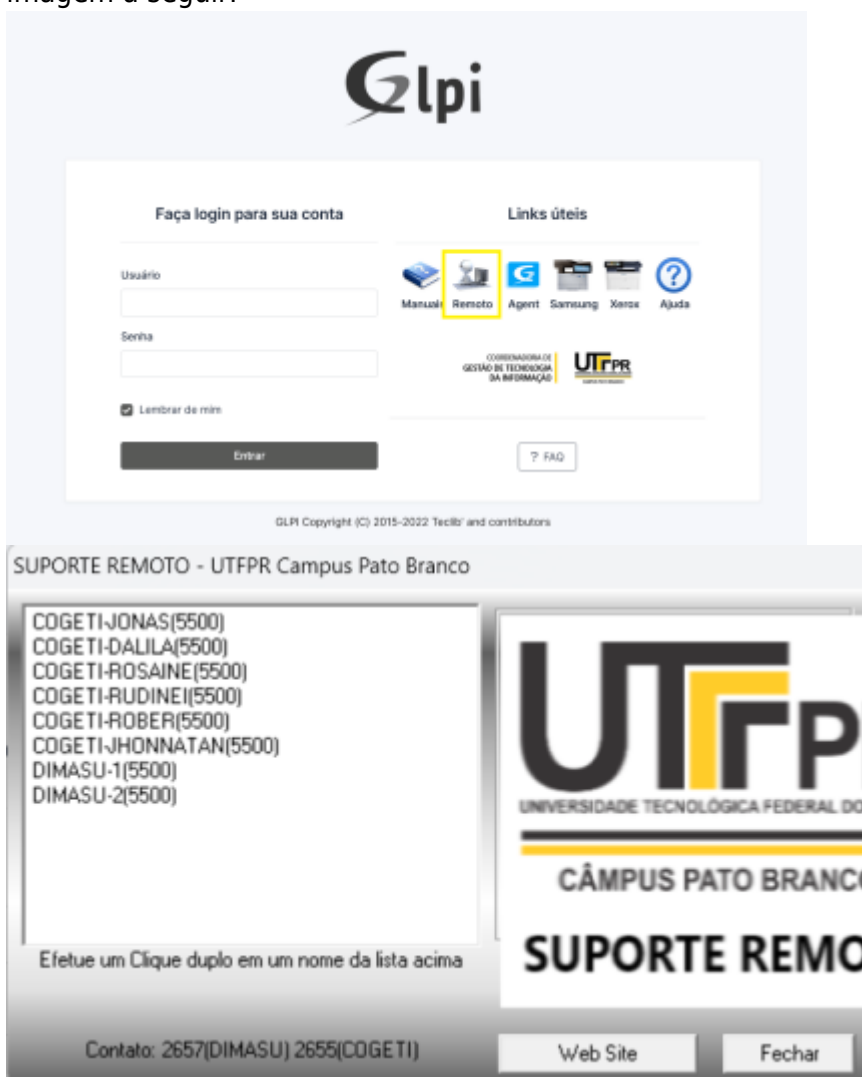 imagem a seguir:
Glpi
Faça login para sua conta
Links úteis
Usuário
Manuais Remoto Agent Samsung Xerox Ajuda
Senha
COORDENADORIA DE
GESTÃO DE TECNOLOGIA
DA INFORMAÇÃO
UTFPR
Lembrar de mim
Entrar
? FAQ
GLPI Copyright (C) 2015-2022 Teclib' and contributors
SUPORTE REMOTO - UTFPR Campus Pato Branco
COGETI-JONAS(5500)
COGETI-DALILA(5500)
COGETI-ROSAINE(5500)
COGETI-RUDINEI(5500)
COGETI-ROBER(5500)
COGETI-JHONNATAN(5500)
DIMASU-1(5500)
DIMASU-2(5500)
Efetue um Clique duplo em um nome da lista acima
Contato: 2657(DIMASU) 2655(COGETI)
UTFP
UNIVERSIDADE TECNOLÓGICA FEDERAL DO
CÂMPUS PATO BRANCO
SUPORTE REMO
Web Site
Fechar